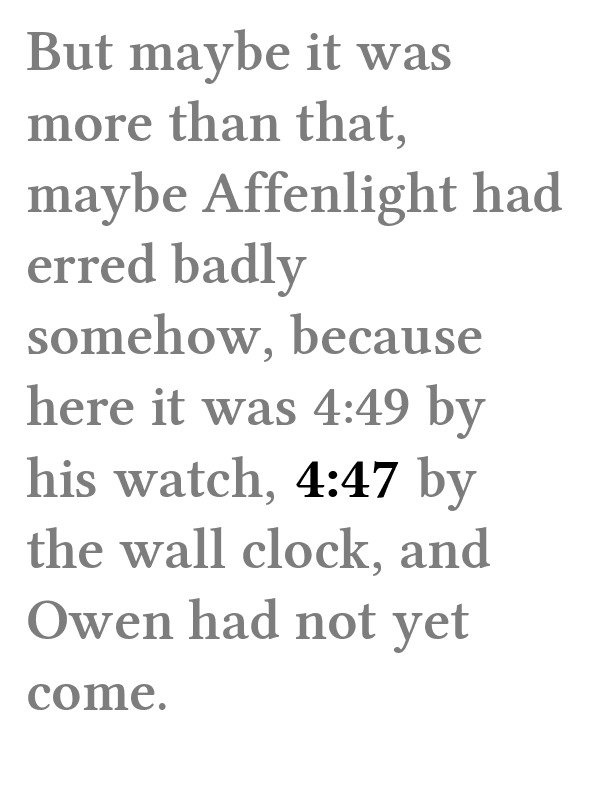 But maybe it was
more than that,
maybe Affenlight had
erred badly
somehow, because
here it was 4:49 by
his watch, 4:47 by
the wall clock, and
Owen had not yet
come.